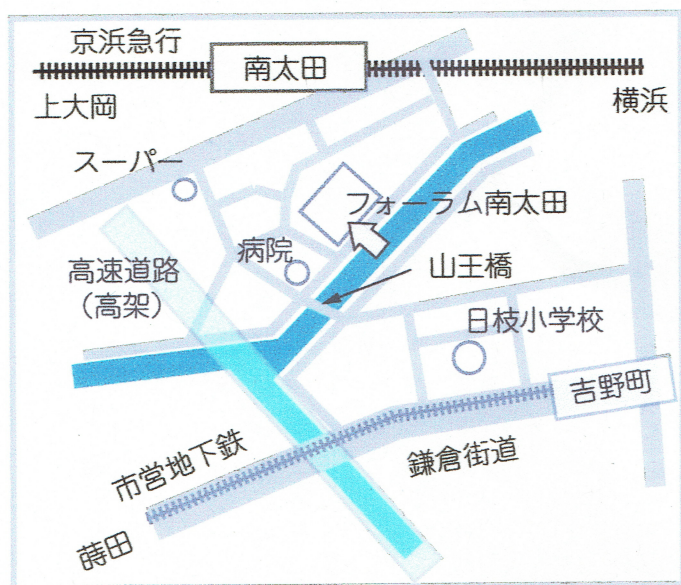 京浜急行
南太田
上大岡
横浜
スーパー
フォーラム南太田
病院
山王橋
高速道路
(高架)
日枝小学校
吉野町
市営地下鉄
鎌倉街道
蒔田